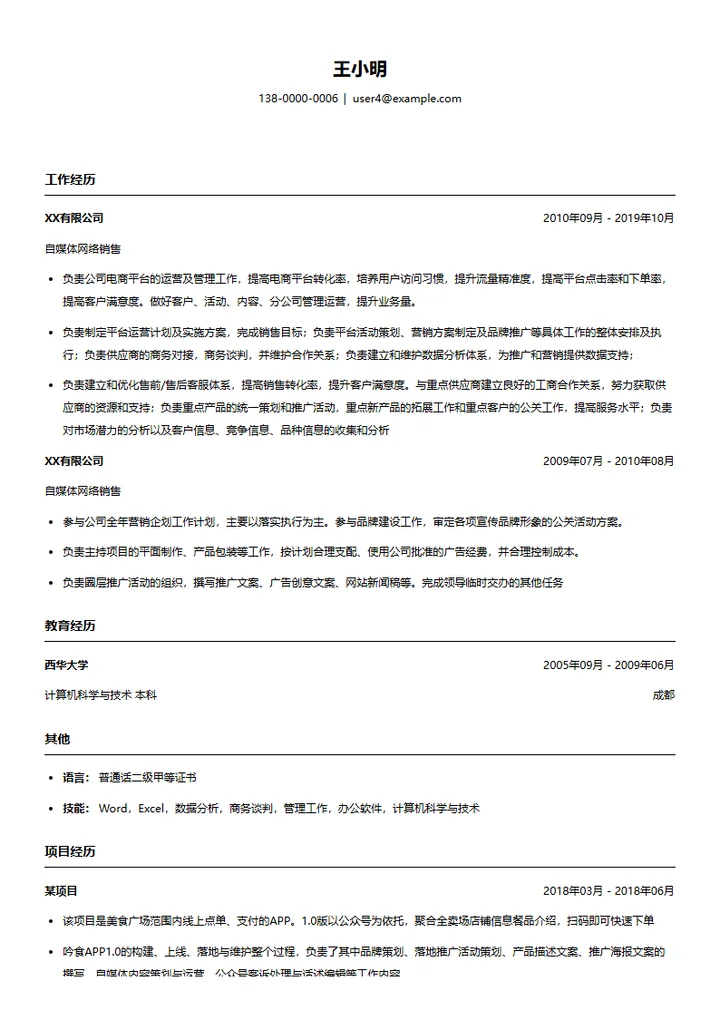 王小明
138-0000-0006 | user4@example.com
工作经历
XX有限公司 2010年09月 - 2019年10月
自媒体网络销售
• 负责公司电商平台的运营及管理工作，提高电商平台转化率，培养用户访问习惯，提升流量精准度，提高平台点击率和下单率，
提高客户满意度。做好客户、活动、内容、分公司管理运营，提升业务量。
• 负责制定平台运营计划及实施方案，完成销售目标；负责平台活动策划、营销方案制定及品牌推广等具体工作的整体安排及执
行；负责供应商的商务对接，商务谈判，并维护合作关系；负责建立和维护数据分析体系，为推广和营销提供数据支持；
• 负责建立和优化售前/售后客服体系，提高销售转化率，提升客户满意度。与重点供应商建立良好的工商合作关系，努力获取供
应商的资源和支持；负责重点产品的统一策划和推广活动，重点新产品的拓展工作和重点客户的公关工作，提高服务水平；负责
对市场潜力的分析以及客户信息、竞争信息、品种信息的收集和分析
XX有限公司 2009年07月 - 2010年08月
自媒体网络销售
• 参与公司全年营销企划工作计划，主要以落实执行为主。参与品牌建设工作，审定各项宣传品牌形象的公关活动方案。
• 负责主持项目的平面制作、产品包装等工作，按计划合理支配、使用公司批准的广告经费，并合理控制成本。
• 负责圈层推广活动的组织，撰写推广文案、广告创意文案、网站新闻稿等。完成领导临时交办的其他任务
教育经历
西华大学 2005年09月 - 2009年06月
计算机科学与技术 本科 成都
其他
• 语言： 普通话二级甲等证书
• 技能： Word，Excel，数据分析，商务谈判，管理工作，办公软件，计算机科学与技术
项目经历
某项目 2018年03月 - 2018年06月
• 该项目是美食广场范围内线上点单、支付的APP。1.0版以公众号为依托，聚合全卖场店铺信息餐品介绍，扫码即可快速下单
• 吟食APP1.0的构建、上线、落地与维护整个过程，负责了其中品牌策划、落地推广活动策划、产品描述文案、推广海报文案的
撰写，自媒体内容策划与运营，公众号客诉处理与话述编辑等工作内容